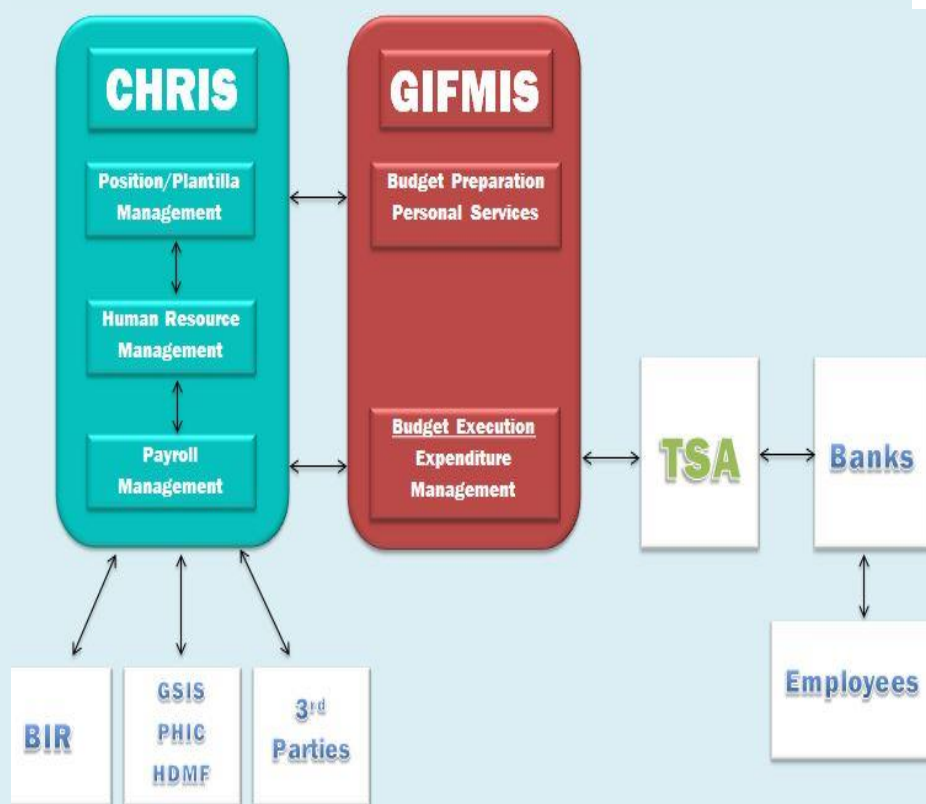 CHRIS
Position/Plantilla
Management
Human Resource
Management
Payroll
Management
GIFMIS
Budget Preparation
Personal Services
Budget Execution
Expenditure
Management
TSA
Banks
Employees
BIR
GSIS
PHIC
HDMF
3rd
Parties